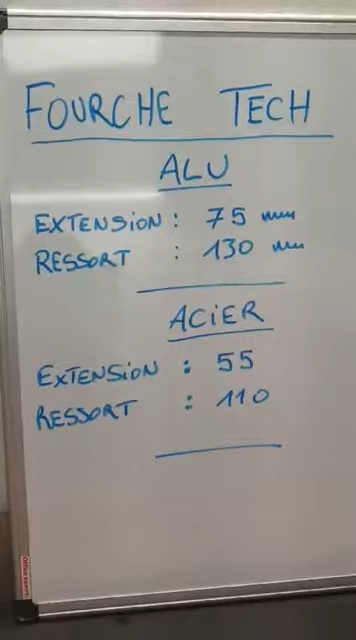 FOURCHE TECH
ALU
EXTENSION : 75 mm
RESSORT : 130 mm
ACiER
EXTENSiON : 55
RESSORT : 110